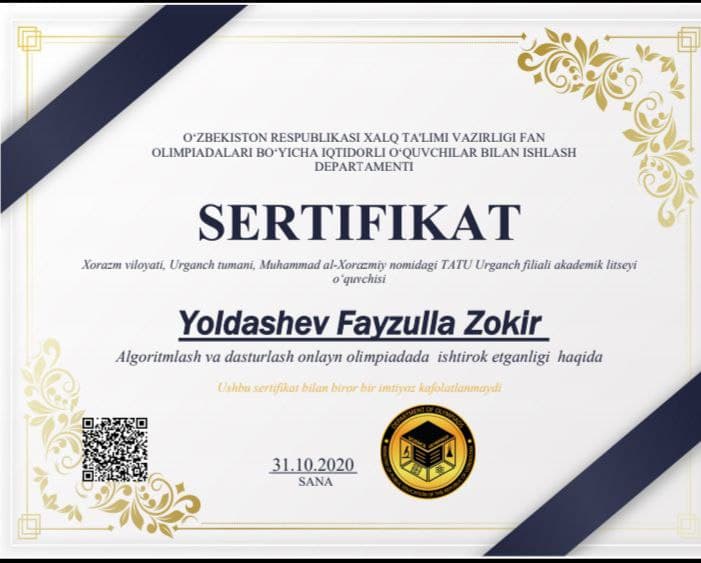 O‘ZBEKISTON RESPUBLIKASI XALQ TA'LIMI VAZIRLIGI FAN
OLIMPIADALARI BO‘YICHA IQTIDORLI O‘QUVCHILAR BILAN ISHLASH
DEPARTAMENTI
SERTIFIKAT
Xorazm viloyati, Urganch tumani, Muhammad al-Xorazmiy nomidagi TATU Urganch filiali akademik litseyi
o‘quvchisi
Yoldashev Fayzulla Zokir
Algoritmlash va dasturlash onlayn olimpiadada ishtirok etganligi haqida
Ushbu sertifikat bilan biror bir imtiyoz kafolatlanmaydi
DEPARTMENT OF OLYMPIADS
31.10.2020
SANA